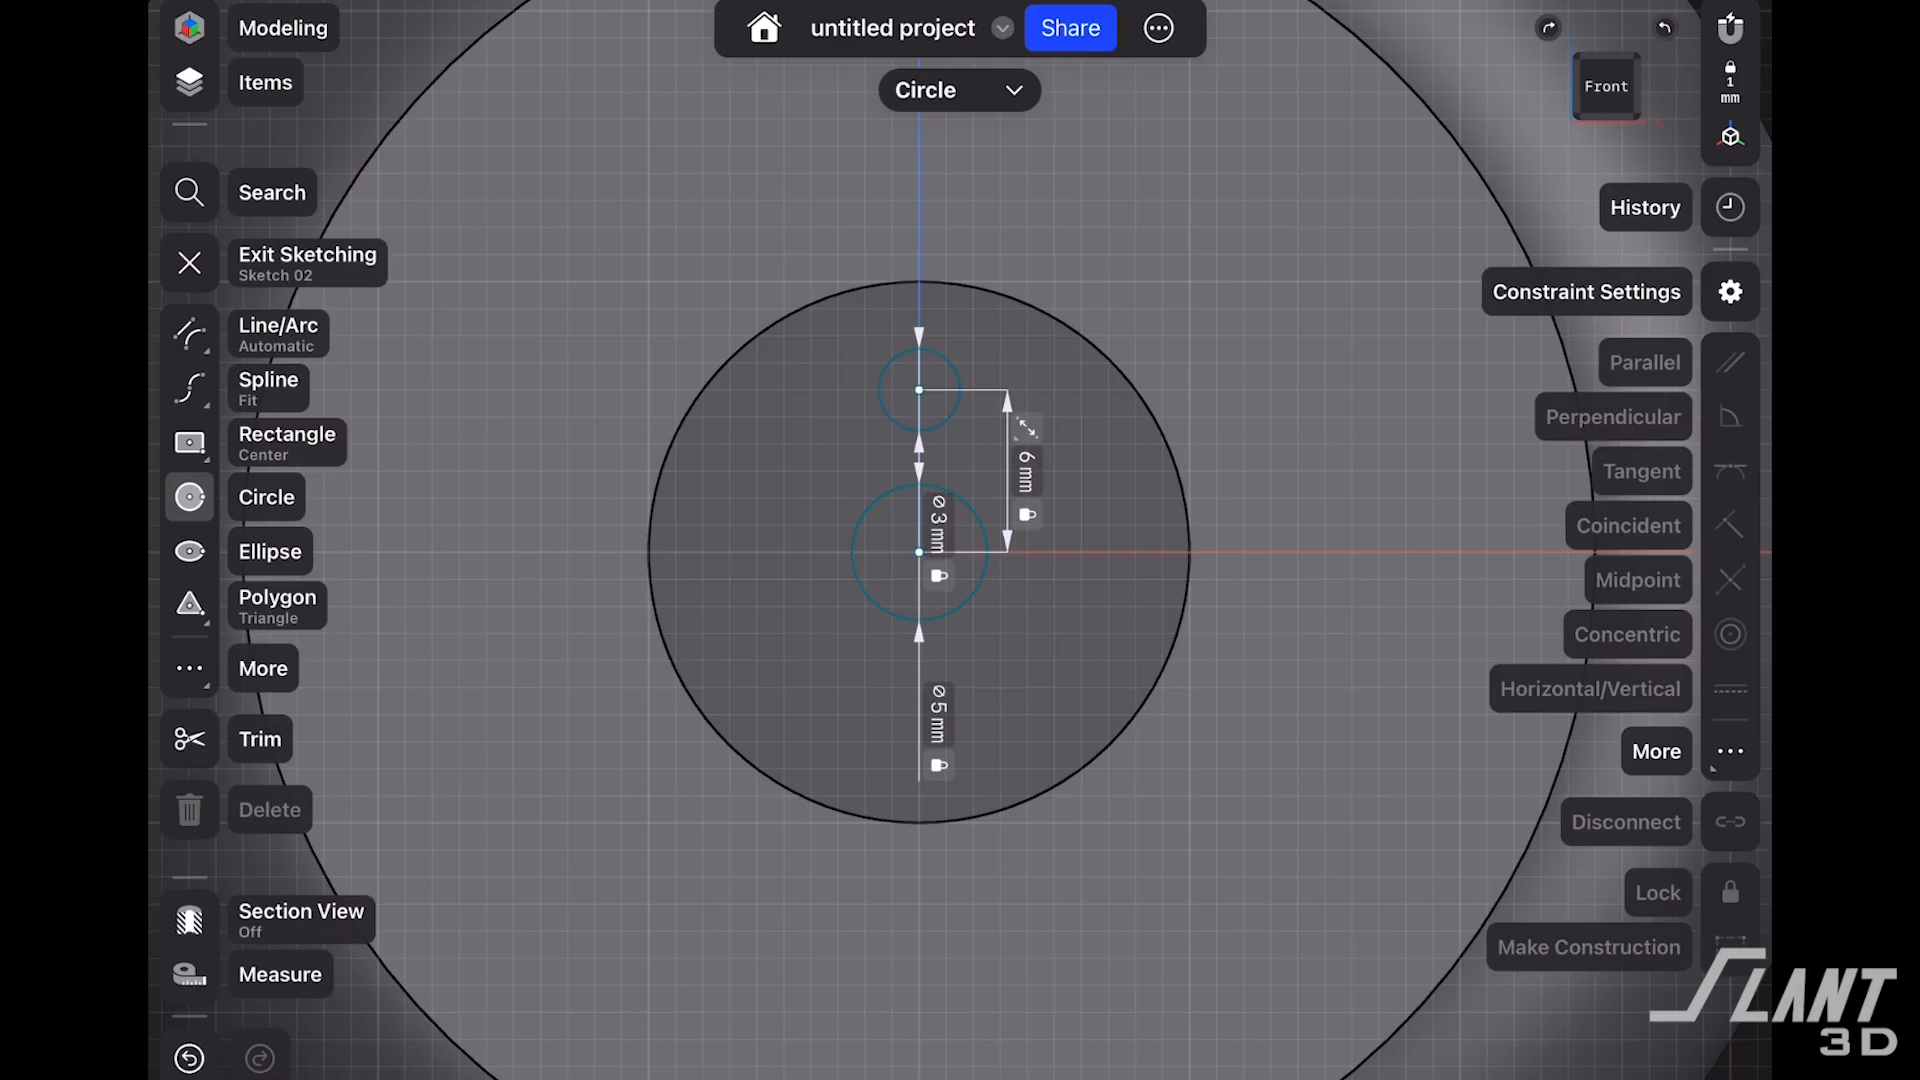 Modeling
Items
untitled project
Share
Circle
Front
1
mm
Search
Exit Sketching
Sketch 02
Line/Arc
Automatic
Spline
Fit
Rectangle
Center
Circle
Ellipse
Polygon
Triangle
More
Trim
Delete
Section View
Off
Measure
6 mm
⌀ 3 mm
⌀ 5 mm
History
Constraint Settings
Parallel
Perpendicular
Tangent
Coincident
Midpoint
Concentric
Horizontal/Vertical
More
Disconnect
Lock
Make Construction
SLANT
3D